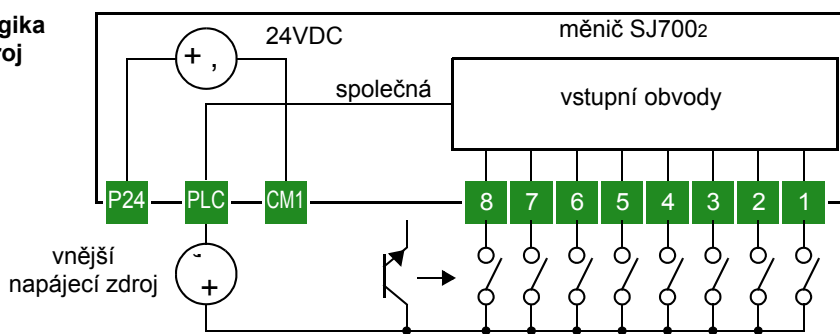 gika
roj
24VDC
měnič SJ7002
+ ,
společná
vstupní obvody
P24 PLC CM1 8 7 6 5 4 3 2 1
vnější
napájecí zdroj
+